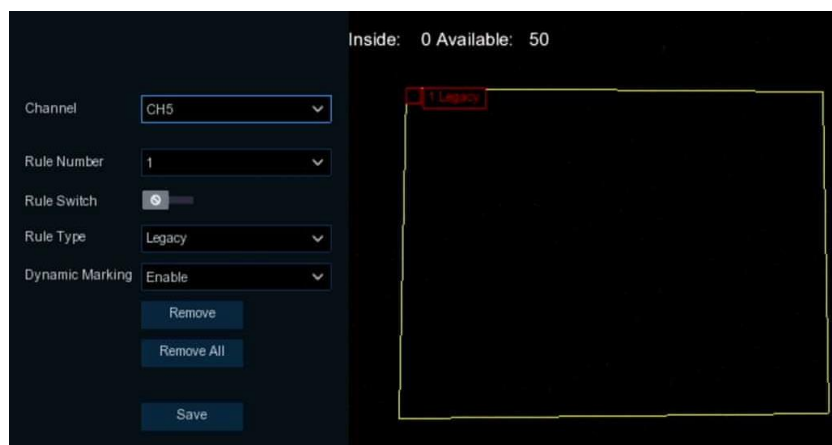 Inside: 0 Available: 50
1 Legacy
Channel CH5
Rule Number 1
Rule Switch
Rule Type Legacy
Dynamic Marking Enable
Remove
Remove All
Save